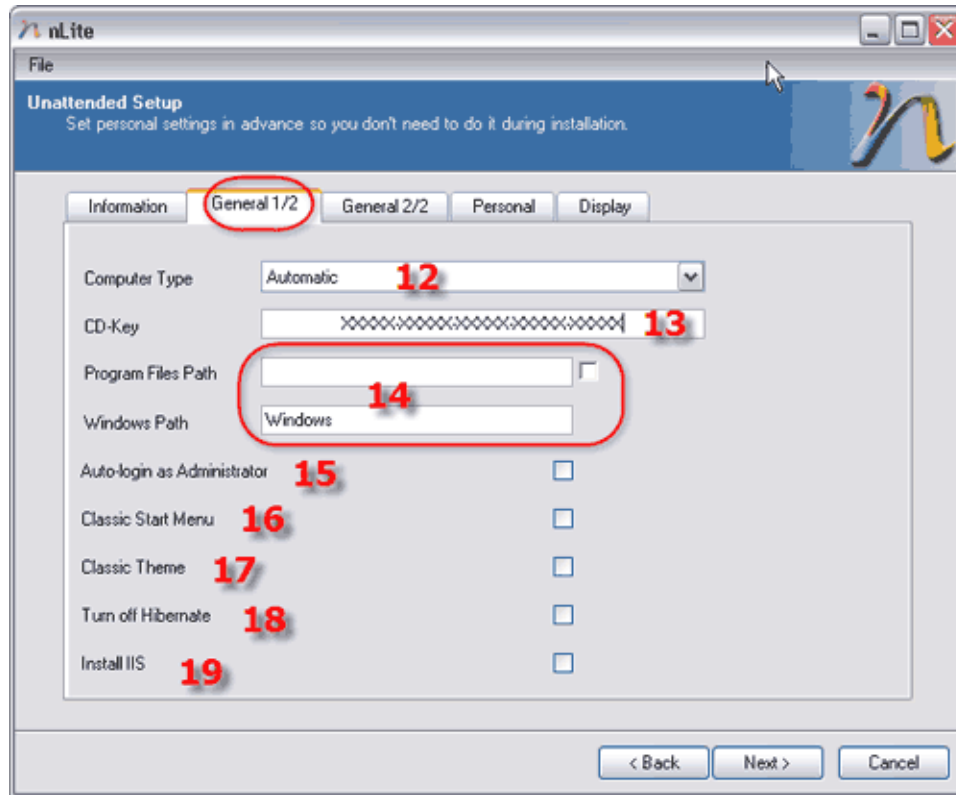 nLite
File
Unattended Setup
Set personal settings in advance so you don't need to do it during installation.
Information General 1/2 General 2/2 Personal Display
Computer Type Automatic 12
CD-Key XXXXX-XXXXX-XXXXX-XXXXX-XXXXX 13
Program Files Path
14
Windows Path Windows
Auto-login as Administrator 15
Classic Start Menu 16
Classic Theme 17
Turn off Hibernate 18
Install IIS 19
< Back Next > Cancel